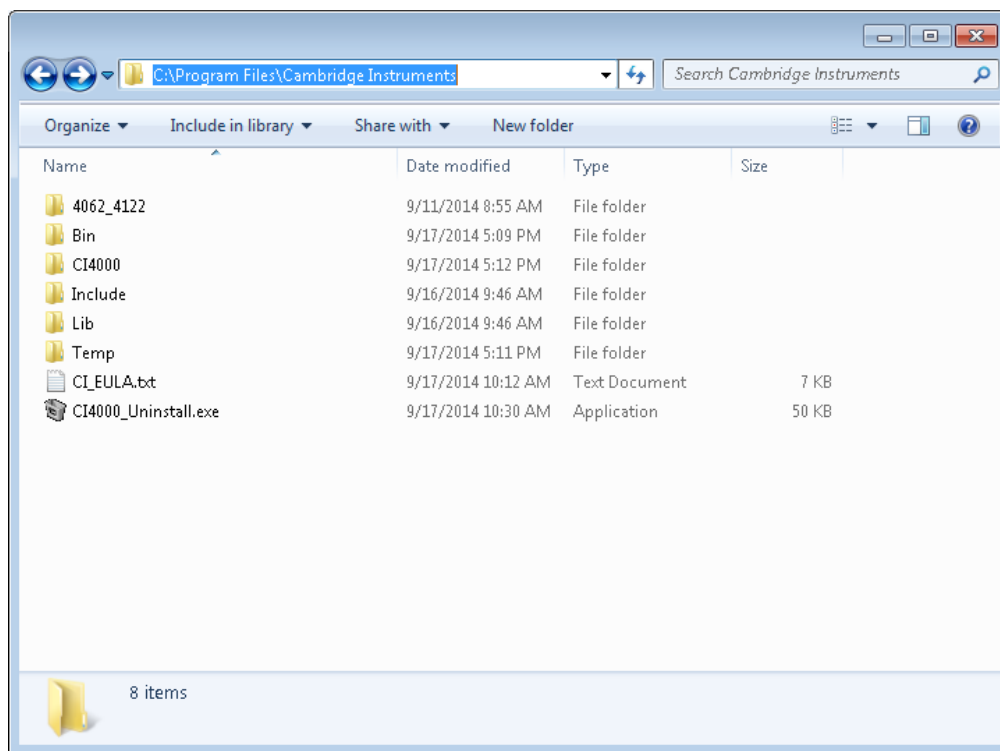 C:\Program Files\Cambridge Instruments Search Cambridge Instruments
Organize Include in library Share with New folder
Name Date modified Type Size
4062_4122 9/11/2014 8:55 AM File folder
Bin 9/17/2014 5:09 PM File folder
CI4000 9/17/2014 5:12 PM File folder
Include 9/16/2014 9:46 AM File folder
Lib 9/16/2014 9:46 AM File folder
Temp 9/17/2014 5:11 PM File folder
CI_EULA.txt 9/17/2014 10:12 AM Text Document 7 KB
CI4000_Uninstall.exe 9/17/2014 10:30 AM Application 50 KB
8 items